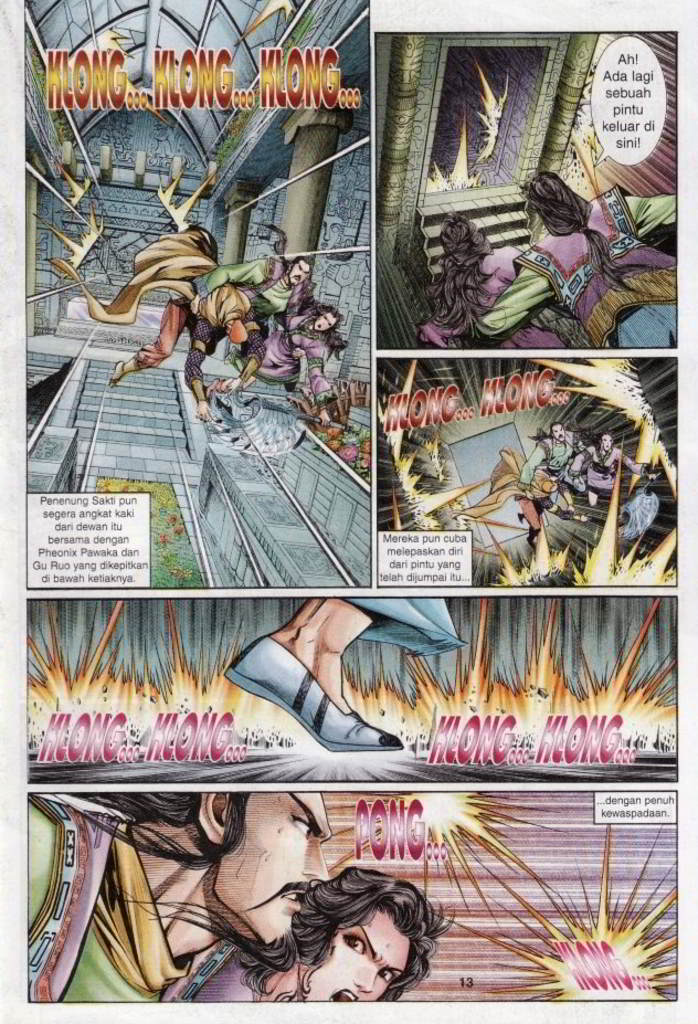 KLONG... KLONG... KLONG...
Penenung Sakti pun
segera angkat kaki
dari dewan itu
bersama dengan
Pheonix Pawaka dan
Gu Ruo yang dikepitkan
di bawah ketiaknya.
Ah!
Ada lagi
sebuah
pintu
keluar di
sini!
KLONG... KLONG...
Mereka pun cuba
melepaskan diri
dari pintu yang
telah dijumpai itu...
KLONG... KLONG...
KLONG... KLONG...
PONG...
...dengan penuh
kewaspadaan.
KLONG...
13